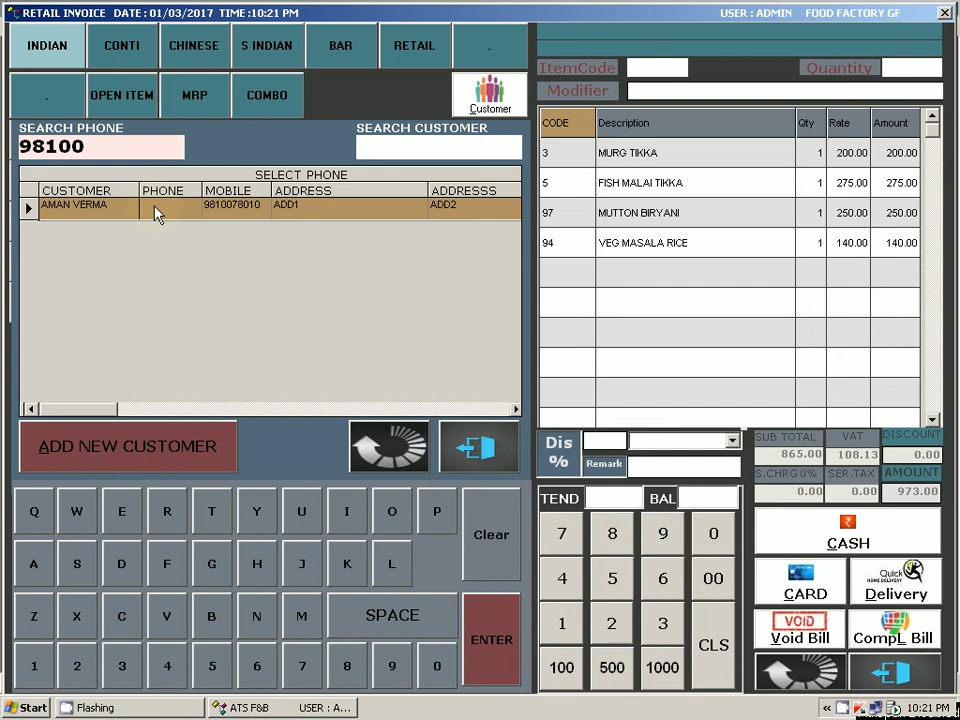 RETAIL INVOICE DATE : 01/03/2017 TIME :10:21 PM USER : ADMIN FOOD FACTORY GF
INDIAN CONTI CHINESE S INDIAN BAR RETAIL .
. OPEN ITEM MRP COMBO Customer
ItemCode Quantity
Modifier
SEARCH PHONE SEARCH CUSTOMER
98100
SELECT PHONE
CUSTOMER PHONE MOBILE ADDRESS ADDRESSS
AMAN VERMA 9810078010 ADD1 ADD2
CODE Description Qty Rate Amount
3 MURG TIKKA 1 200.00 200.00
5 FISH MALAI TIKKA 1 275.00 275.00
97 MUTTON BIRYANI 1 250.00 250.00
94 VEG MASALA RICE 1 140.00 140.00
ADD NEW CUSTOMER
Dis % Remark
SUB TOTAL VAT DISCOUNT
865.00 108.13 0.00
S.CHRG0% SER.TAX AMOUNT
0.00 0.00 973.00
Q W E R T Y U I O P Clear
A S D F G H J K L
Z X C V B N M SPACE ENTER
1 2 3 4 5 6 7 8 9 0
TEND BAL
7 8 9 0
4 5 6 00
1 2 3 CLS
100 500 1000
CASH
CARD Quick HOME DELIVERY Delivery
VOID Void Bill CompL Bill
Start Flashing ATS F&B USER : A... « 10:21 PM